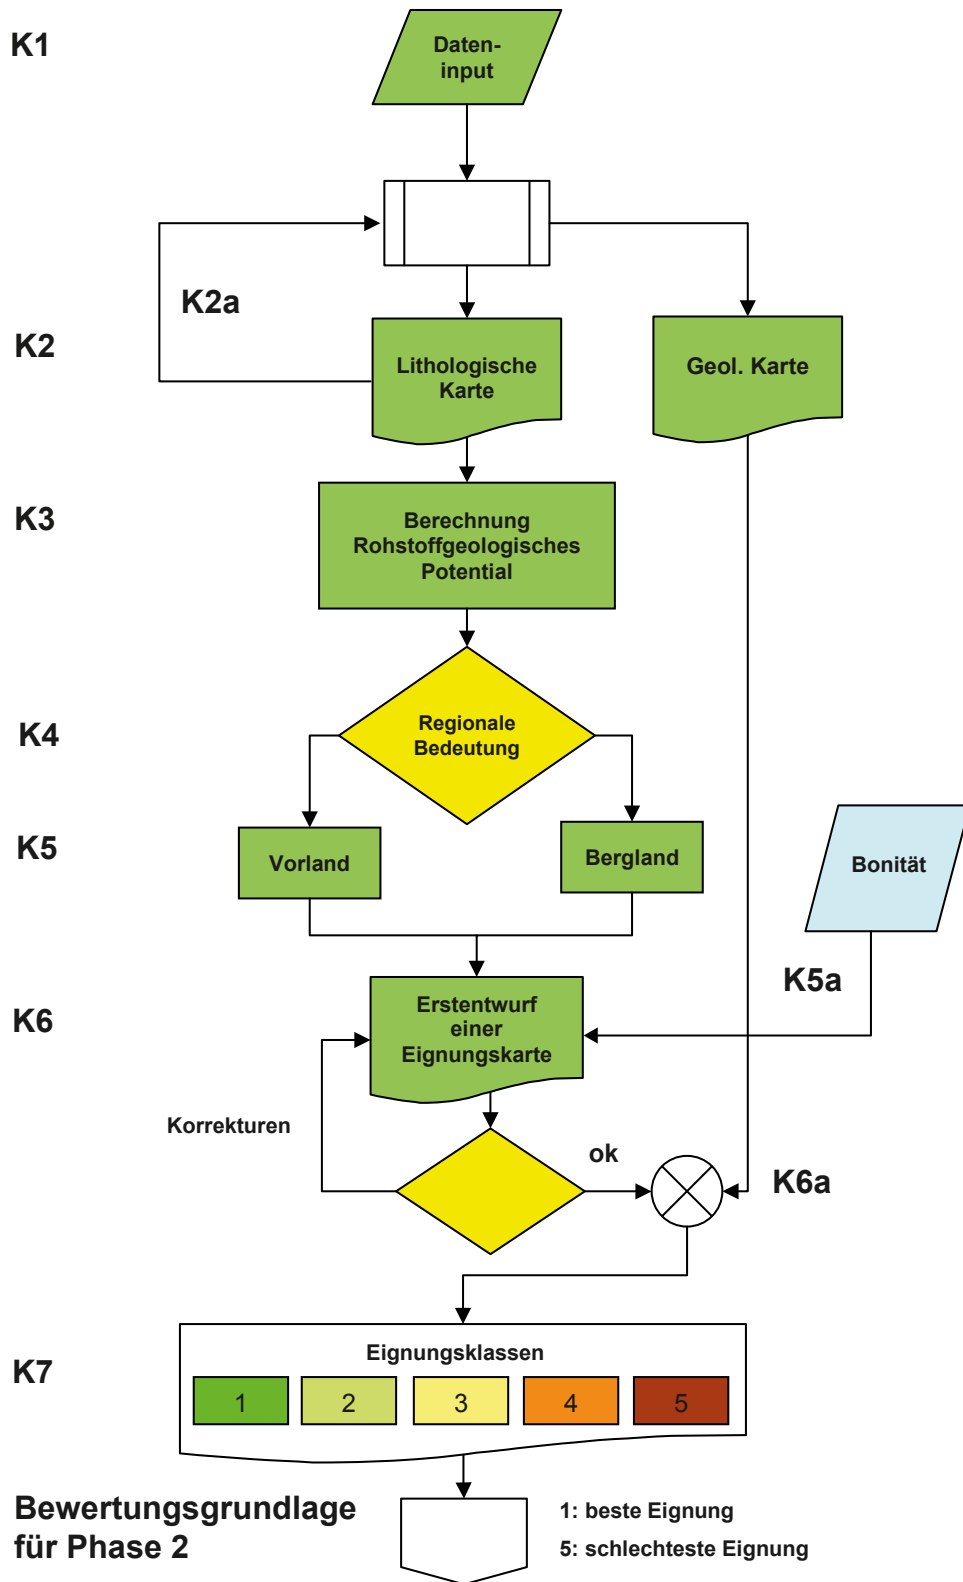 K1
Daten-
input
K2a
K2
Lithologische
Karte
Geol. Karte
K3
Berechnung
Rohstoffgeologisches
Potential
K4
Regionale
Bedeutung
K5
Vorland
Bergland
Bonität
K5a
K6
Erstentwurf
einer
Eignungskarte
Korrekturen
ok
K6a
K7
Eignungsklassen
1 2 3 4 5
Bewertungsgrundlage
für Phase 2
1: beste Eignung
5: schlechteste Eignung